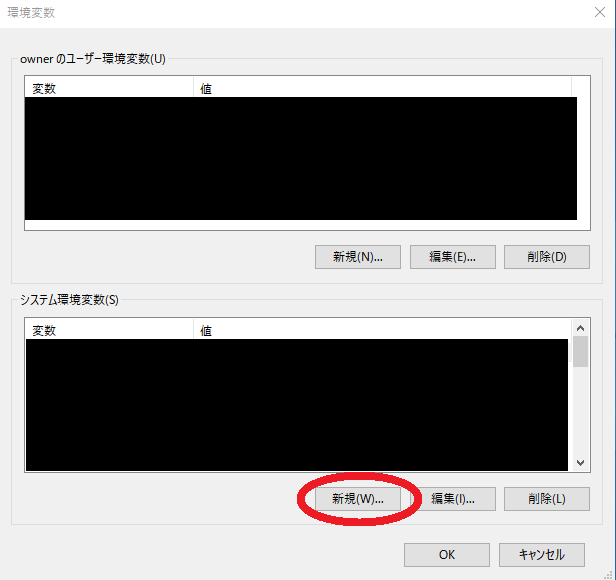 環境変数
owner のユーザー環境変数(U)
変数 値
新規(N)... 編集(E)... 削除(D)
システム環境変数(S)
変数 値
新規(W)... 編集(I)... 削除(L)
OK キャンセル